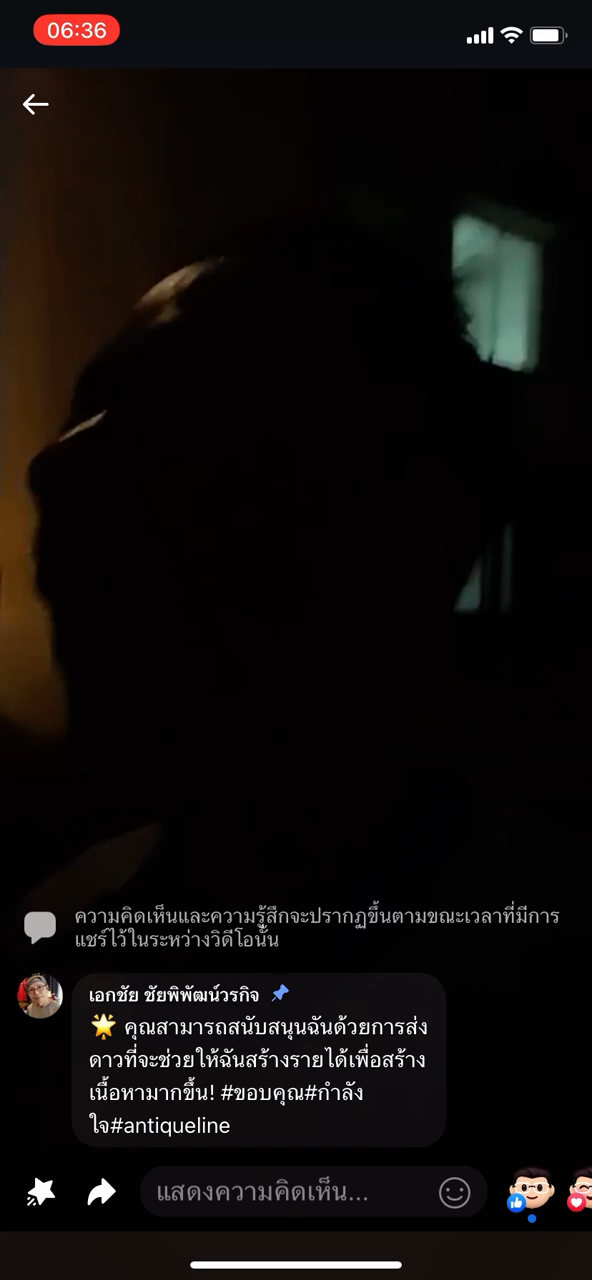 06:36
ความคิดเห็นและความรู้สึกจะปรากฏขึ้นตามขณะเวลาที่มีการ
แชร์ไว้ในระหว่างวิดีโอนั้น
เอกชัย ชัยพิพัฒน์วรกิจ 📌
🌟 คุณสามารถสนับสนุนฉันด้วยการส่ง
ดาวที่จะช่วยให้ฉันสร้างรายได้เพื่อสร้าง
เนื้อหามากขึ้น! #ขอบคุณ#กำลัง
ใจ#antiqueline
แสดงความคิดเห็น...